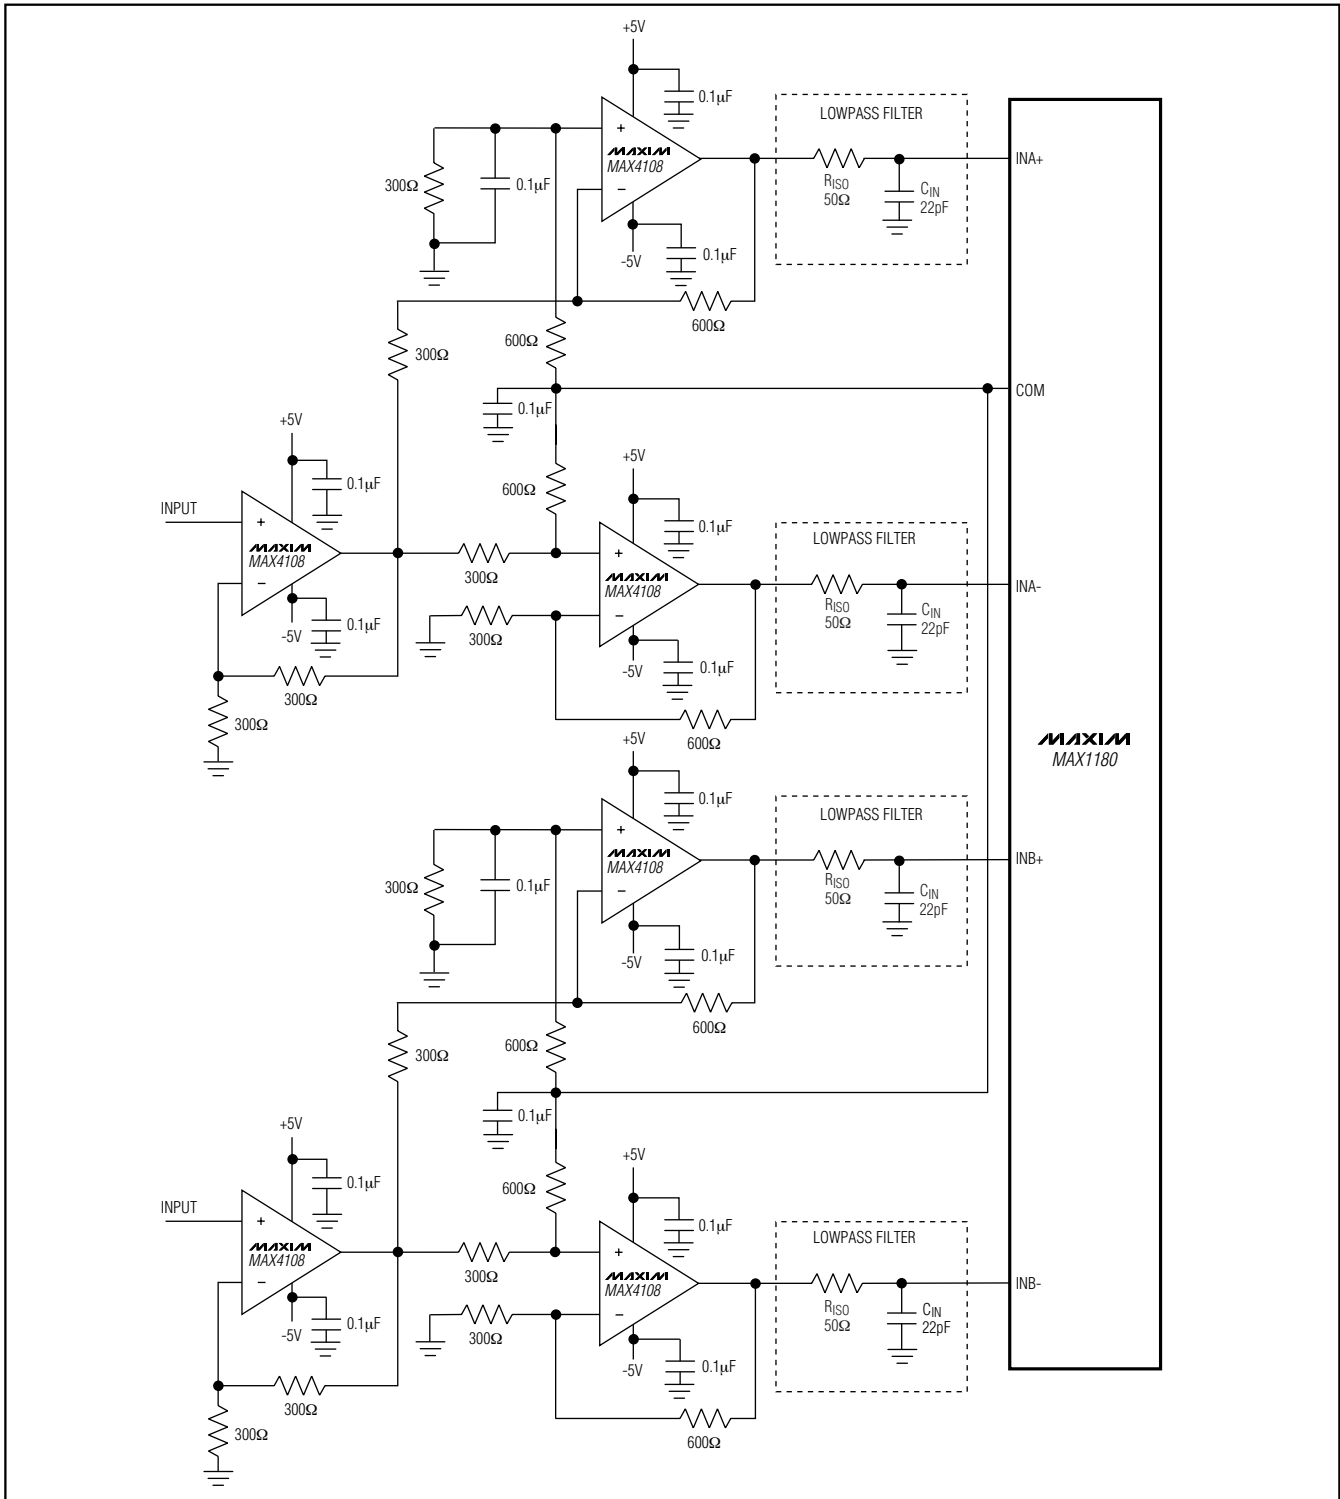 +5V
0.1µF
LOWPASS FILTER
+
MAXIM
MAX4108
INA+
300Ω
0.1µF
−
RISO
50Ω
CIN
22pF
-5V
0.1µF
600Ω
300Ω
600Ω
COM
0.1µF
+5V
+5V
0.1µF
600Ω
INPUT
0.1µF
LOWPASS FILTER
+
MAXIM
MAX4108
−
300Ω
+
MAXIM
MAX4108
−
INA-
RISO
50Ω
CIN
22pF
0.1µF
-5V
300Ω
0.1µF
-5V
300Ω
300Ω
600Ω
+5V
MAXIM
MAX1180
0.1µF
LOWPASS FILTER
+
MAXIM
MAX4108
INB+
300Ω
0.1µF
−
RISO
50Ω
CIN
22pF
-5V
0.1µF
600Ω
300Ω
600Ω
0.1µF
+5V
+5V
0.1µF
600Ω
INPUT
0.1µF
LOWPASS FILTER
+
MAXIM
MAX4108
−
300Ω
+
MAXIM
MAX4108
−
INB-
RISO
50Ω
CIN
22pF
0.1µF
-5V
300Ω
0.1µF
-5V
300Ω
300Ω
600Ω